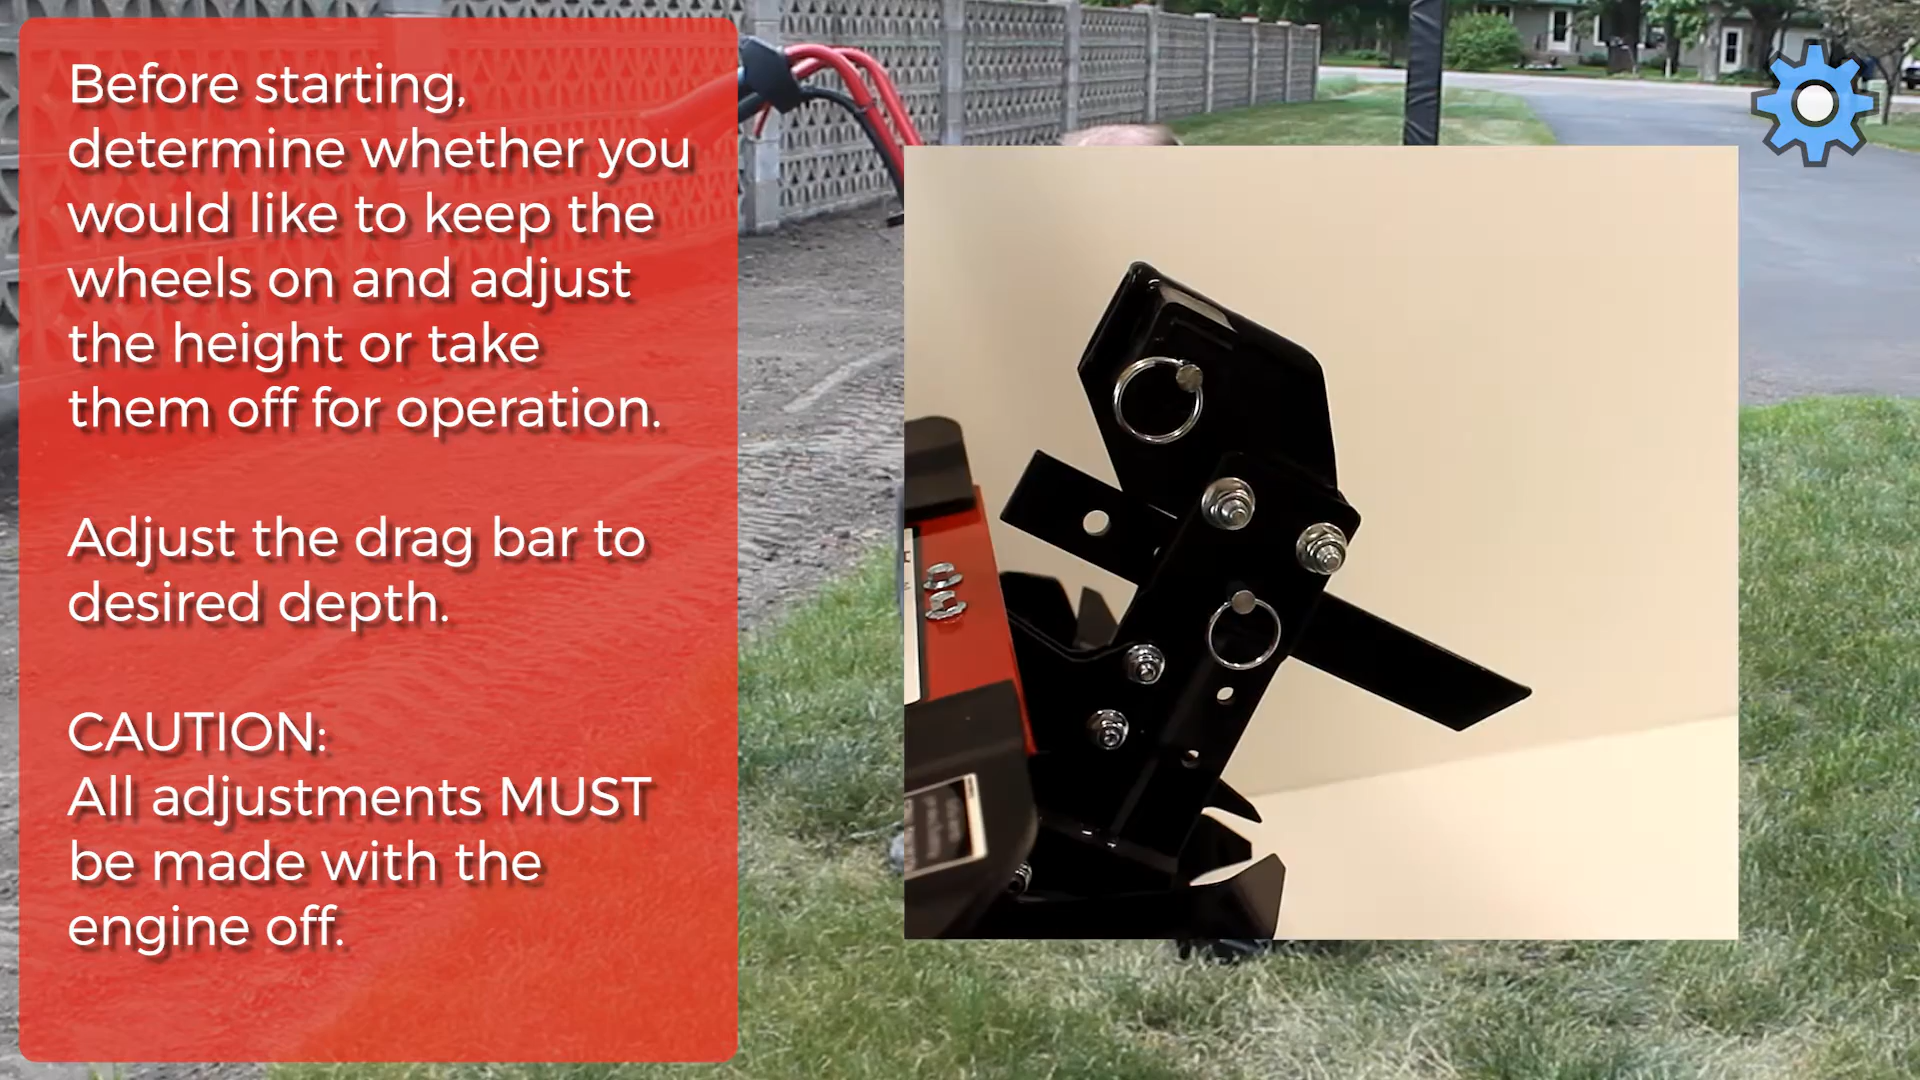 Before starting,
determine whether you
would like to keep the
wheels on and adjust
the height or take
them off for operation.
Adjust the drag bar to
desired depth.
CAUTION:
All adjustments MUST
be made with the
engine off.